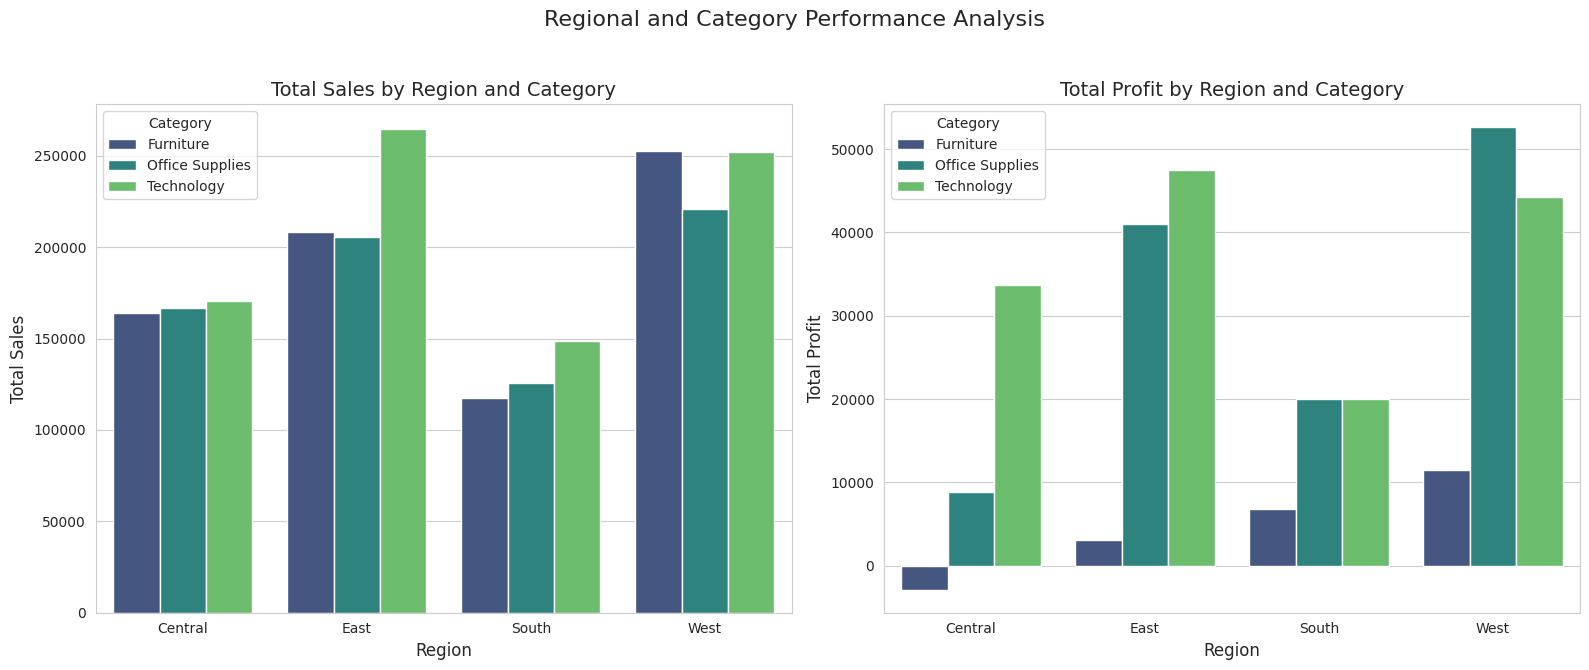 Regional and Category Performance Analysis
Total Sales by Region and Category
Category
Furniture
Office Supplies
Technology
Total Sales
250000
200000
150000
100000
50000
0
Central
East
South
West
Region
Total Profit by Region and Category
Category
Furniture
Office Supplies
Technology
Total Profit
50000
40000
30000
20000
10000
0
Central
East
South
West
Region